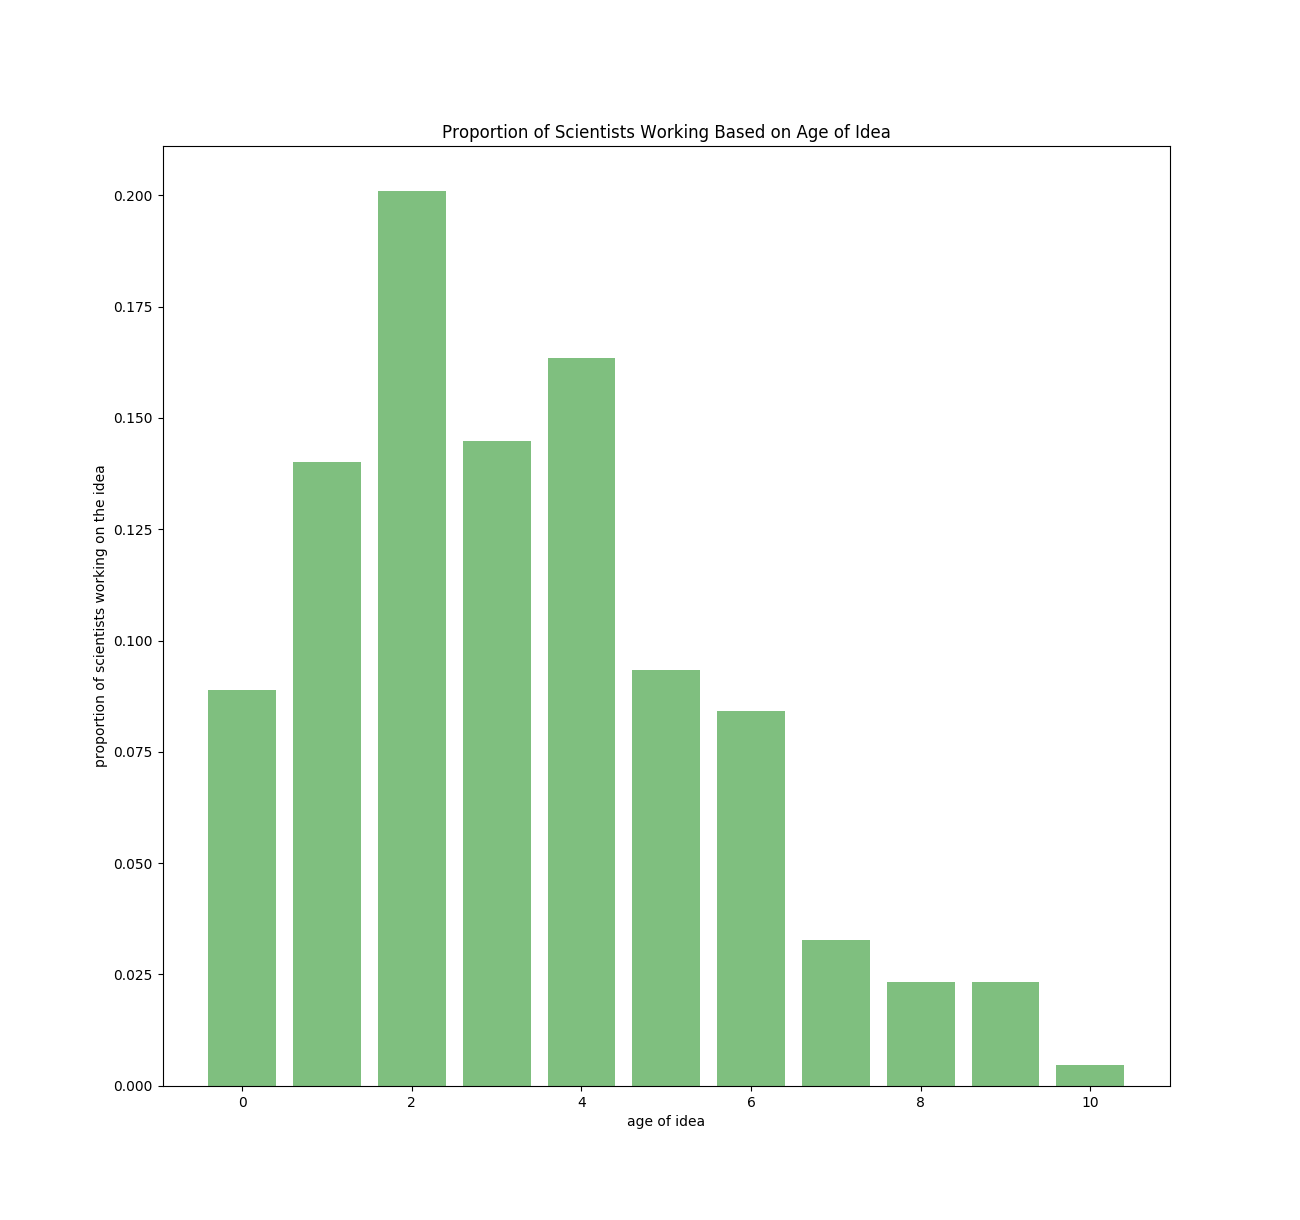 Proportion of Scientists Working Based on Age of Idea
0.200
0.175
0.150
0.125
0.100
0.075
0.050
0.025
0.000
proportion of scientists working on the idea
0 2 4 6 8 10
age of idea